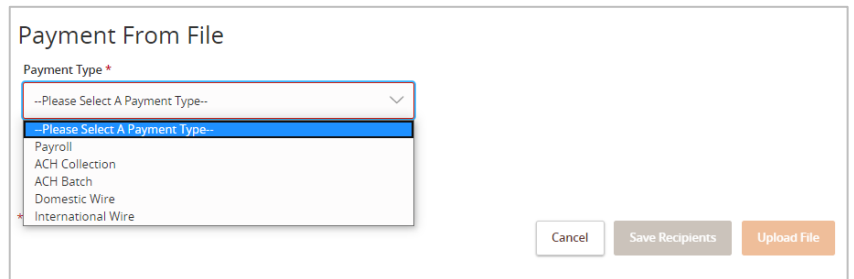 Payment From File
Payment Type *
--Please Select A Payment Type--
--Please Select A Payment Type--
Payroll
ACH Collection
ACH Batch
Domestic Wire
* International Wire
Cancel Save Recipients Upload File